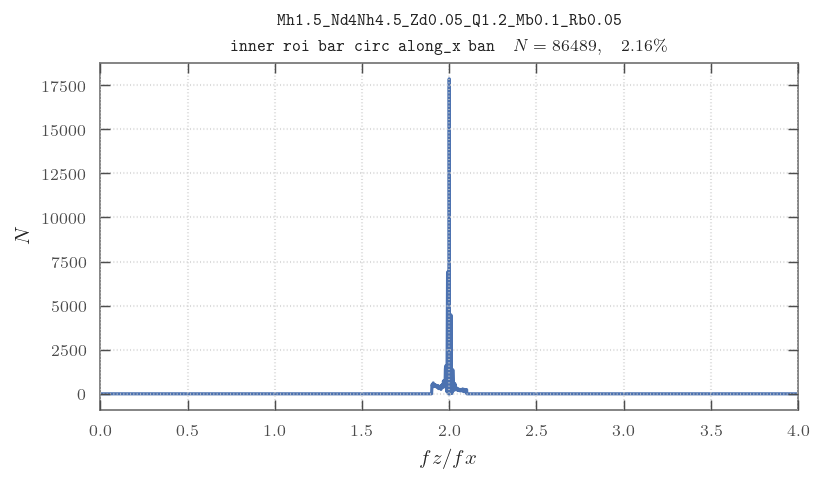 Mh1.5_Nd4Nh4.5_Zd0.05_Q1.2_Mb0.1_Rb0.05
inner roi bar circ along_x ban N = 86489, 2.16%
17500
15000
12500
10000
7500
5000
2500
0
N
0.0 0.5 1.0 1.5 2.0 2.5 3.0 3.5 4.0
fz/fx